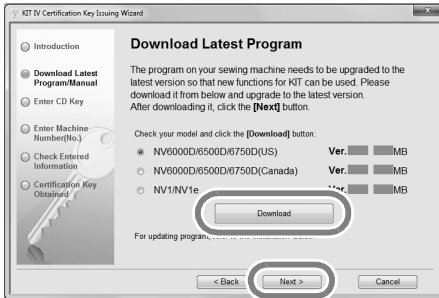 KIT IV Certification Key Issuing Wizard
Introduction
Download Latest
Program/Manual
Enter CD Key
Enter Machine
Number(No.)
Check Entered
Information
Certification Key
Obtained
Download Latest Program
The program on your sewing machine needs to be upgraded to the
latest version so that new functions for KIT can be used. Please
download it from below and upgrade to the latest version.
After downloading it, click the [Next] button.
Check your model and click the [Download] button:
NV6000D/6500D/6750D(US) Ver. MB
NV6000D/6500D/6750D(Canada) Ver. MB
NV1/NV1e Ver. MB
Download
For updating program, refer to the Installation Guide.
< Back
Next >
Cancel